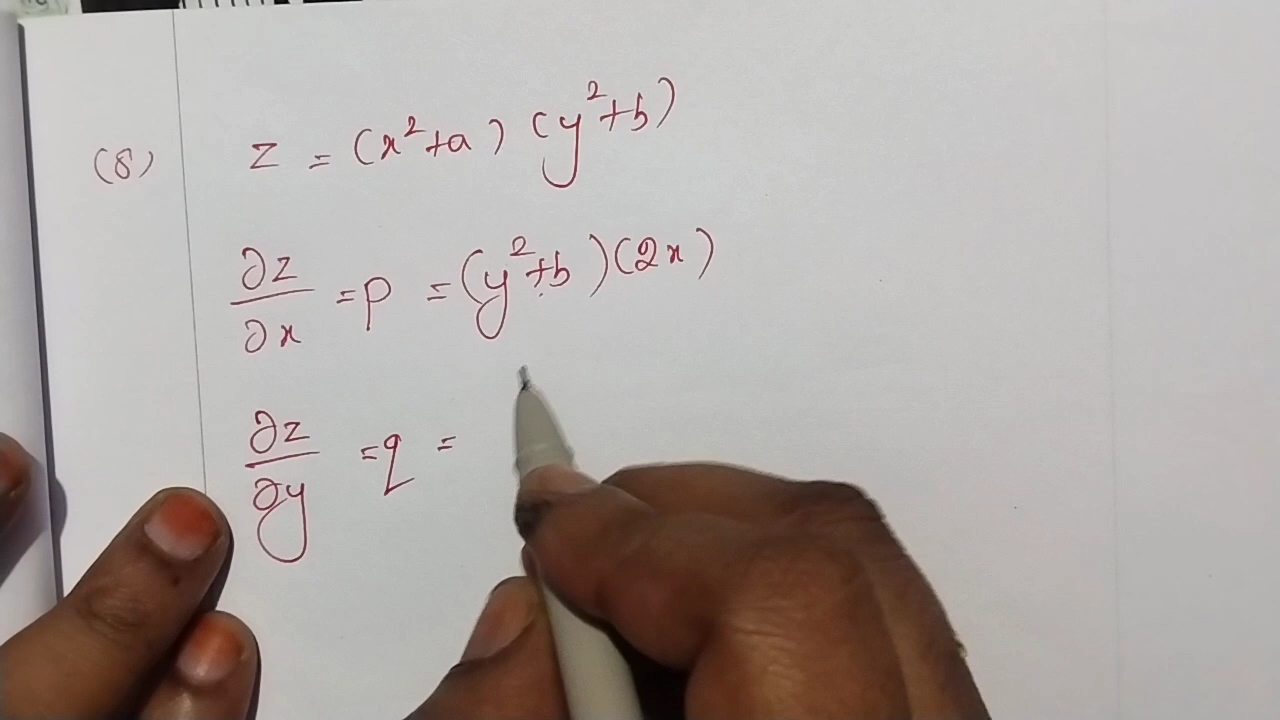 (8) z = (x²+a) (y²+b)
∂z/∂x = p = (y²+b)(2x)
∂z/∂y = q =